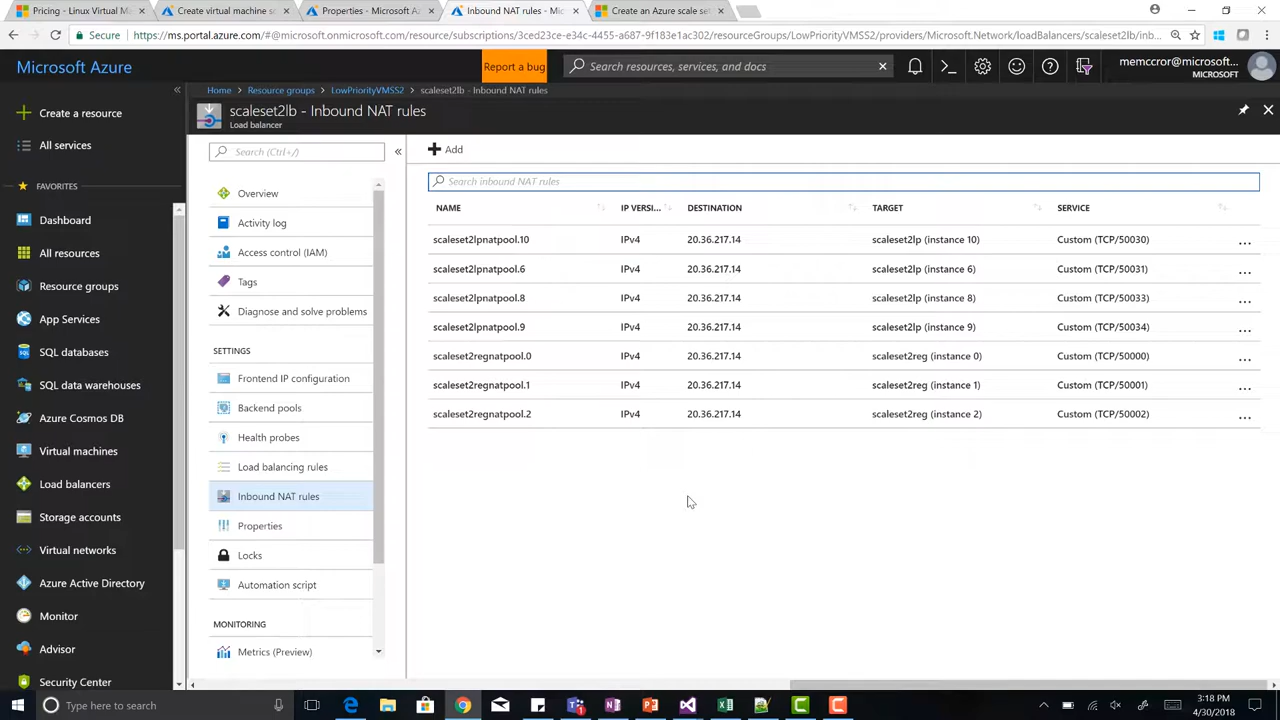 Pricing - Linux Virtual M
Create virtual machine s
Properties - Microsoft A
Inbound NAT rules - Mic
Create an Azure scale set
Secure
https://ms.portal.azure.com/#@microsoft.onmicrosoft.com/resource/subscriptions/3ced23ce-e34c-4455-a687-9f183e1ac302/resourceGroups/LowPriorityVMSS2/providers/Microsoft.Network/loadBalancers/scaleset2lb/inb...
Microsoft Azure
Report a bug
Search resources, services, and docs
memccror@microsoft...
MICROSOFT
Home
Resource groups
LowPriorityVMSS2
scaleset2lb - Inbound NAT rules
scaleset2lb - Inbound NAT rules
Load balancer
Create a resource
All services
FAVORITES
Dashboard
All resources
Resource groups
App Services
SQL databases
SQL data warehouses
Azure Cosmos DB
Virtual machines
Load balancers
Storage accounts
Virtual networks
Azure Active Directory
Monitor
Advisor
Security Center
Search (Ctrl+/)
Overview
Activity log
Access control (IAM)
Tags
Diagnose and solve problems
SETTINGS
Frontend IP configuration
Backend pools
Health probes
Load balancing rules
Inbound NAT rules
Properties
Locks
Automation script
MONITORING
Metrics (Preview)
Add
Search inbound NAT rules
NAME IP VERSI... DESTINATION TARGET SERVICE
scaleset2lpnatpool.10 IPv4 20.36.217.14 scaleset2lp (instance 10) Custom (TCP/50030) ...
scaleset2lpnatpool.6 IPv4 20.36.217.14 scaleset2lp (instance 6) Custom (TCP/50031) ...
scaleset2lpnatpool.8 IPv4 20.36.217.14 scaleset2lp (instance 8) Custom (TCP/50033) ...
scaleset2lpnatpool.9 IPv4 20.36.217.14 scaleset2lp (instance 9) Custom (TCP/50034) ...
scaleset2regnatpool.0 IPv4 20.36.217.14 scaleset2reg (instance 0) Custom (TCP/50000) ...
scaleset2regnatpool.1 IPv4 20.36.217.14 scaleset2reg (instance 1) Custom (TCP/50001) ...
scaleset2regnatpool.2 IPv4 20.36.217.14 scaleset2reg (instance 2) Custom (TCP/50002) ...
Type here to search
3:18 PM
4/30/2018